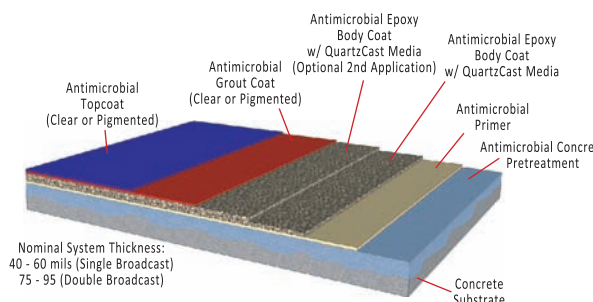 Antimicrobial Epoxy
Body Coat
w/ QuartzCast Media
(Optional 2nd Application)
Antimicrobial Epoxy
Body Coat
w/ QuartzCast Media
Antimicrobial
Grout Coat
(Clear or Pigmented)
Antimicrobial
Topcoat
(Clear or Pigmented)
Antimicrobial
Primer
Antimicrobial Concre
Pretreatment
Nominal System Thickness:
40 - 60 mils (Single Broadcast)
75 - 95 (Double Broadcast)
Concrete
Substrate